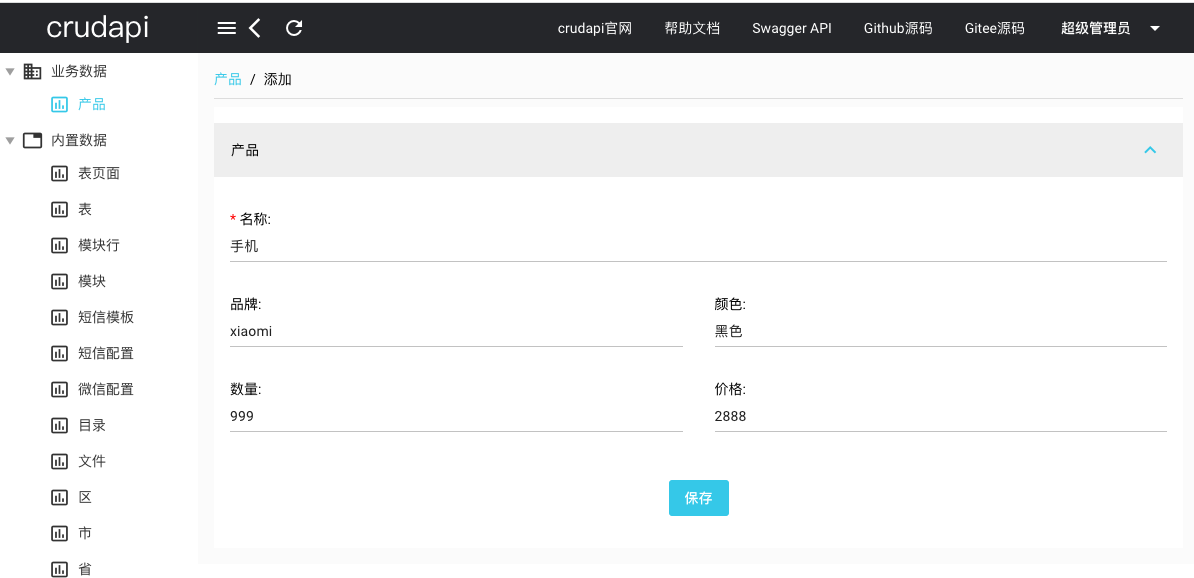 crudapi
crudapi官网 帮助文档 Swagger API Github源码 Gitee源码 超级管理员
业务数据
产品
内置数据
表页面
表
模块行
模块
短信模板
短信配置
微信配置
目录
文件
区
市
省
产品 / 添加
产品
* 名称:
手机
品牌: 颜色:
xiaomi 黑色
数量: 价格:
999 2888
保存